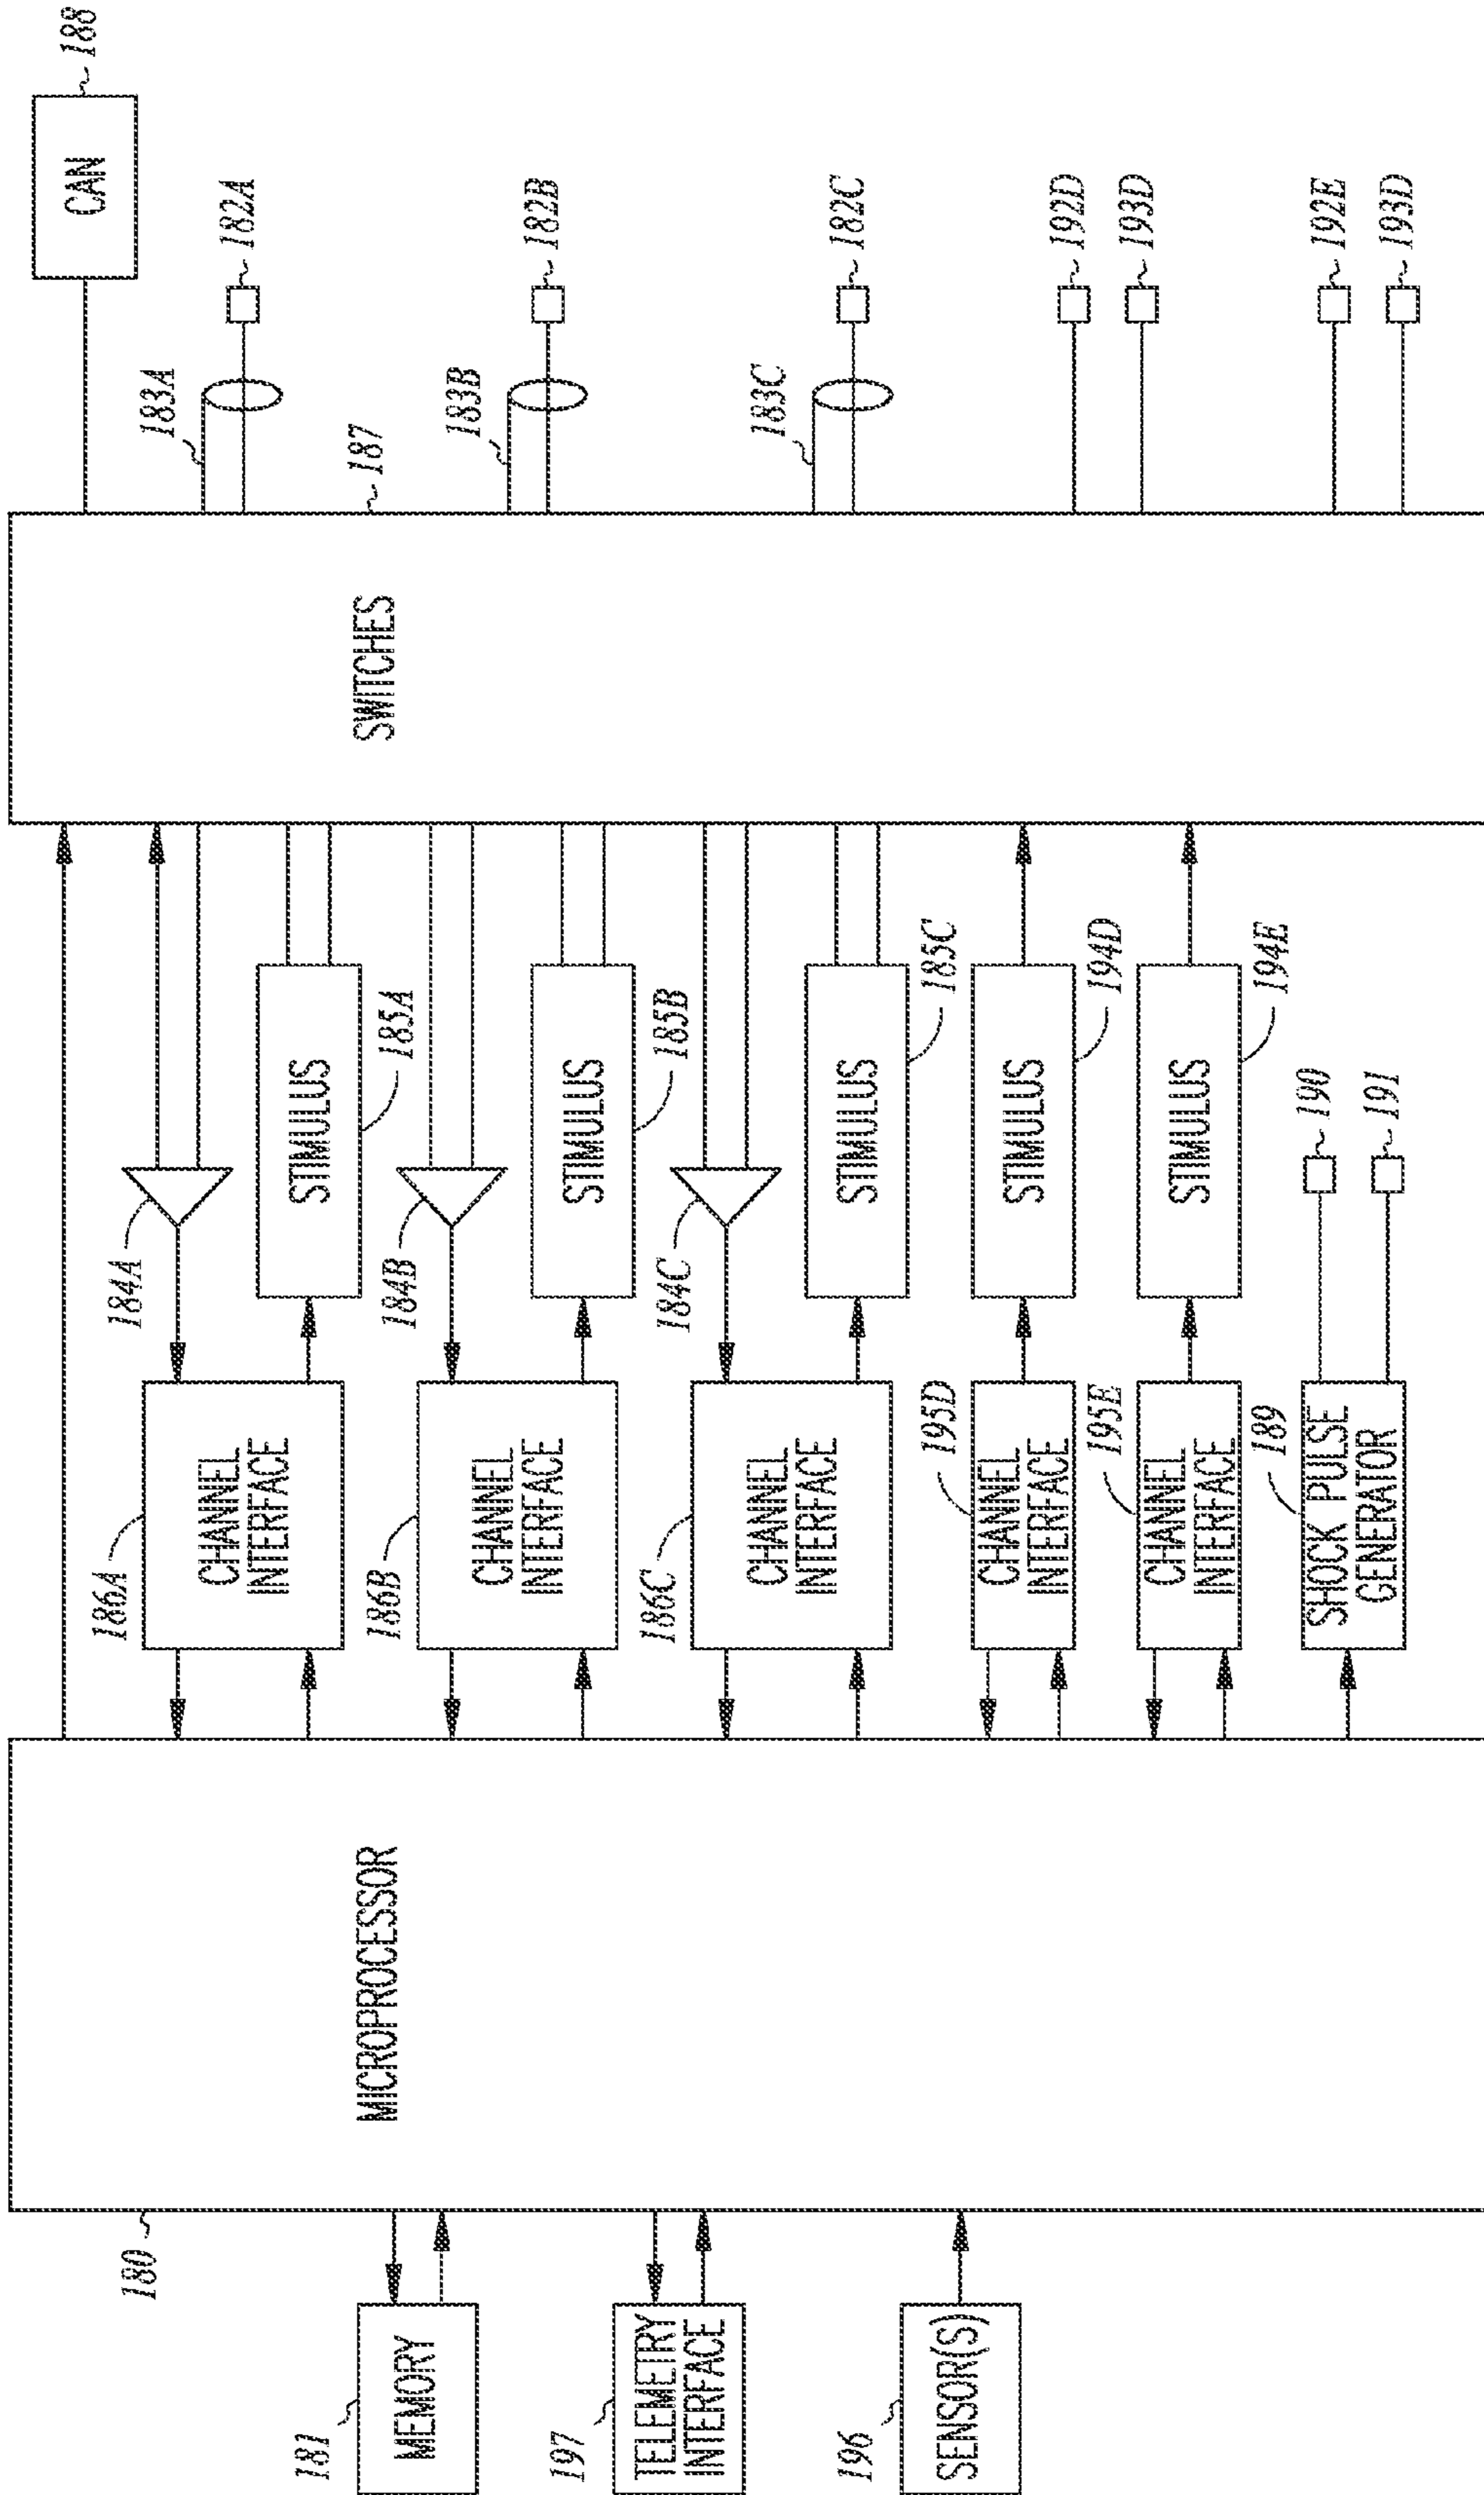 180
MICROPROCESSOR
181
MEMORY
197
TELEMETRY
INTERFACE
196
SENSOR(S)
186A
CHANNEL
INTERFACE
184A
STIMULUS
185A
186B
CHANNEL
INTERFACE
184B
STIMULUS
185B
186C
CHANNEL
INTERFACE
184C
STIMULUS
185C
195D
CHANNEL
INTERFACE
STIMULUS
194D
195E
CHANNEL
INTERFACE
STIMULUS
194E
189
SHOCK PULSE
GENERATOR
190
191
SWITCHES
187
CAN
188
183A
182A
183B
182B
183C
182C
192D
193D
192E
193D